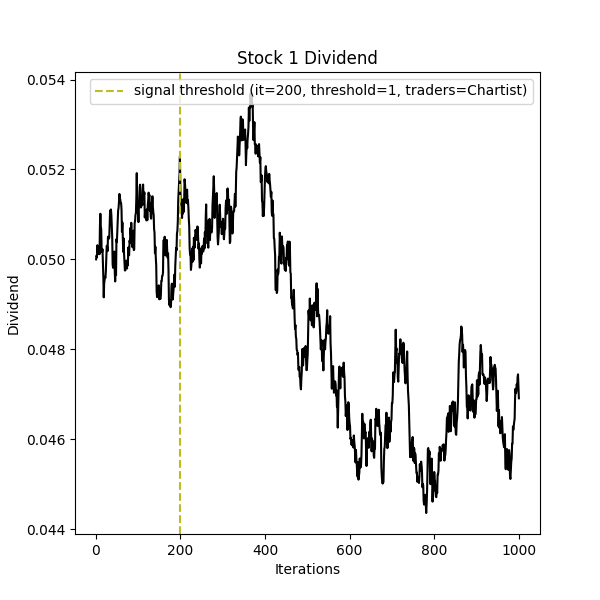 Stock 1 Dividend
signal threshold (it=200, threshold=1, traders=Chartist)
0.054
0.052
0.050
0.048
0.046
0.044
Dividend
0 200 400 600 800 1000
Iterations